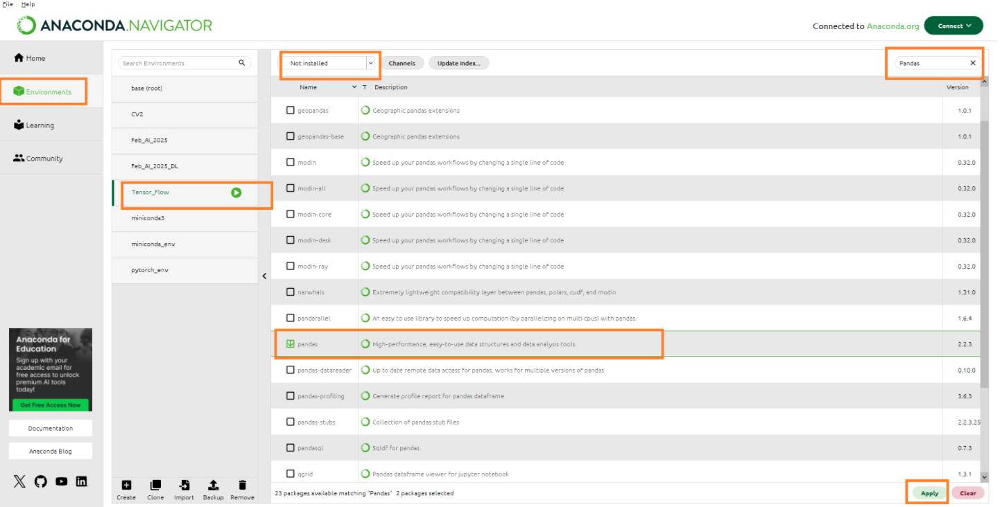 File Help
ANACONDA.NAVIGATOR
Connected to Anaconda.org Connect
Home
Environments
Learning
Community
Anaconda for
Education
Sign up with your
academic email for
free access to unlock
premium AI tools
today!
Get Free Access Now
Documentation
Anaconda Blog
Search Environments
base (root)
CV2
Feb_AI_2025
Feb_AI_2025_DL
Tensor_Flow
miniconda3
miniconda_env
pytorch_env
Create Clone Import Backup Remove
Not installed Channels Update index... Pandas
Name T Description Version
geopandas Geographic pandas extensions 1.0.1
geopandas-base Geographic pandas extensions 1.0.1
modin Speed up your pandas workflows by changing a single line of code 0.32.0
modin-all Speed up your pandas workflows by changing a single line of code 0.32.0
modin-core Speed up your pandas workflows by changing a single line of code 0.32.0
modin-dask Speed up your pandas workflows by changing a single line of code 0.32.0
modin-ray Speed up your pandas workflows by changing a single line of code 0.32.0
narwhals Extremely lightweight compatibility layer between pandas, polars, cudf, and modin 1.31.0
pandarallel An easy to use library to speed up computation (by parallelizing on multi cpus) with pandas. 1.6.4
pandas High-performance, easy-to-use data structures and data analysis tools. 2.2.3
pandas-datareader Up to date remote data access for pandas, works for multiple versions of pandas 0.10.0
pandas-profiling Generate profile report for pandas dataframe 3.6.3
pandas-stubs Collection of pandas stub files 2.2.3.25
pandasql Sqldf for pandas 0.7.3
qgrid Pandas dataframe viewer for jupyter notebook 1.3.1
23 packages available matching "Pandas" 2 packages selected Apply Clear